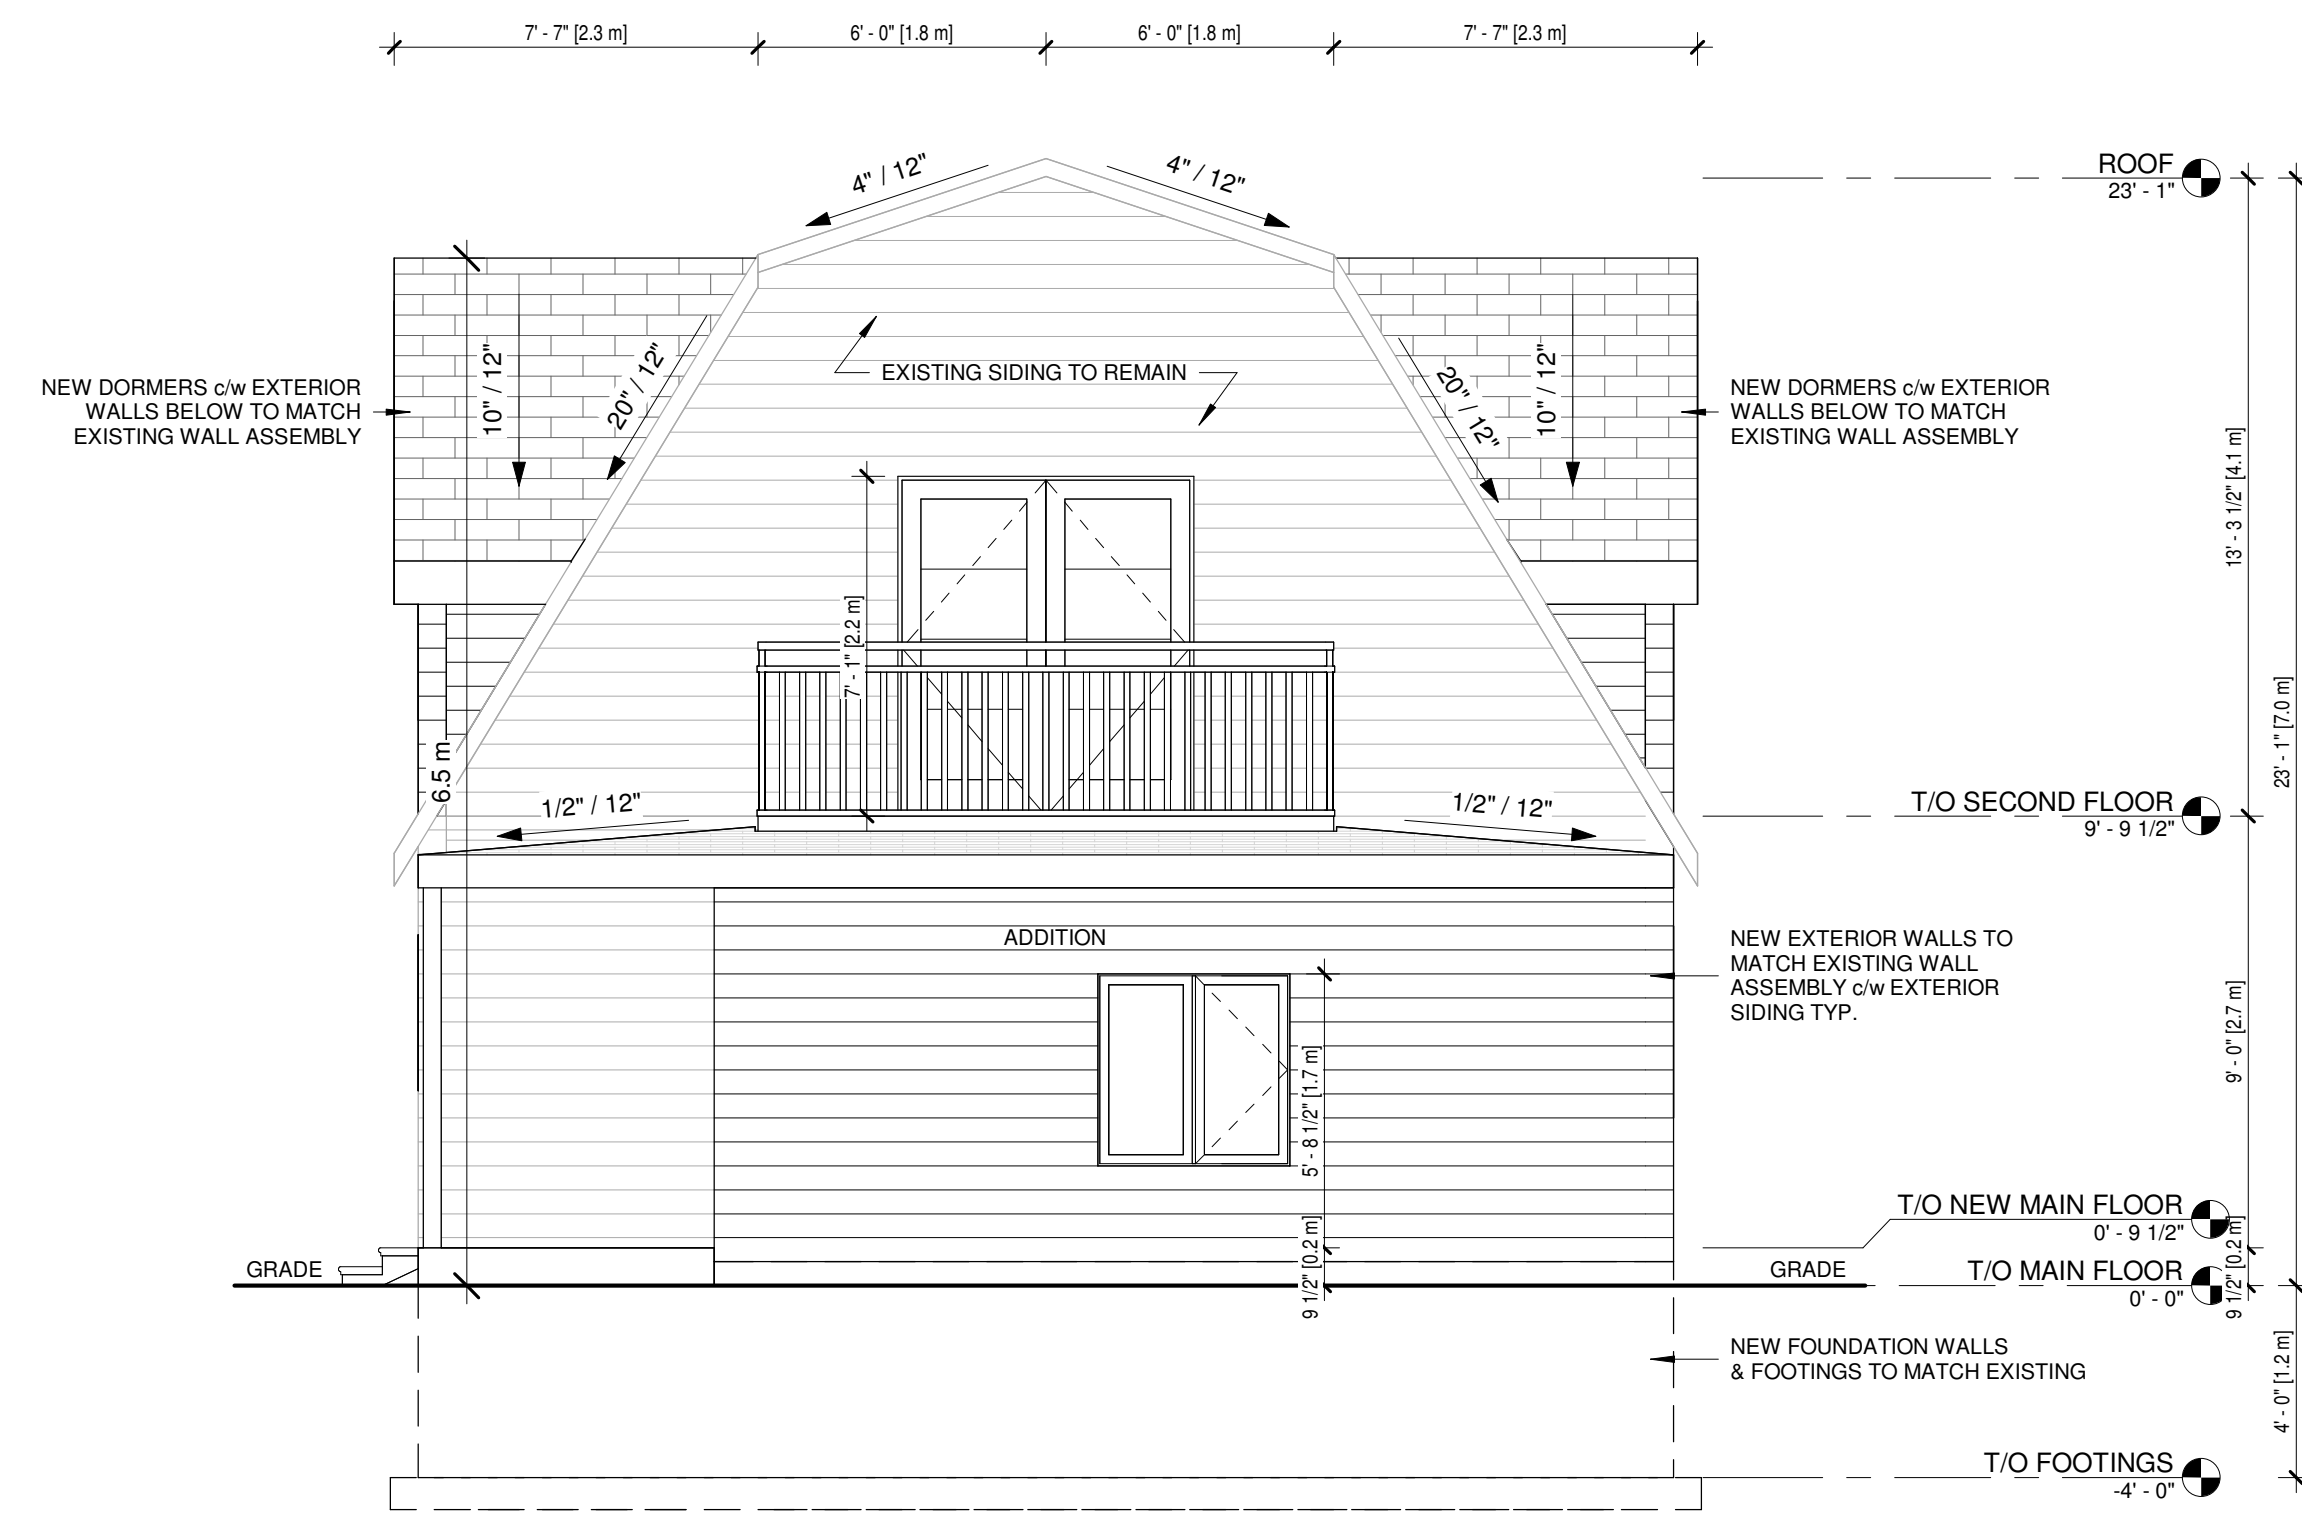 7' - 7" [2.3 m]
6' - 0" [1.8 m]
6' - 0" [1.8 m]
7' - 7" [2.3 m]
4" / 12"
4" / 12"
ROOF
23' - 1"
10" / 12"
20" / 12"
20" / 12"
10" / 12"
EXISTING SIDING TO REMAIN
NEW DORMERS c/w EXTERIOR
WALLS BELOW TO MATCH
EXISTING WALL ASSEMBLY
NEW DORMERS c/w EXTERIOR
WALLS BELOW TO MATCH
EXISTING WALL ASSEMBLY
13' - 3 1/2" [4.1 m]
7' - 1" [2.2 m]
23' - 1" [7.0 m]
6.5 m
1/2" / 12"
1/2" / 12"
T/O SECOND FLOOR
9' - 9 1/2"
ADDITION
NEW EXTERIOR WALLS TO
MATCH EXISTING WALL
ASSEMBLY c/w EXTERIOR
SIDING TYP.
9' - 0" [2.7 m]
5' - 8 1/2" [1.7 m]
T/O NEW MAIN FLOOR
0' - 9 1/2"
9 1/2" [0.2 m]
9 1/2" [0.2 m]
GRADE
GRADE
T/O MAIN FLOOR
0' - 0"
NEW FOUNDATION WALLS
& FOOTINGS TO MATCH EXISTING
4' - 0" [1.2 m]
T/O FOOTINGS
-4' - 0"